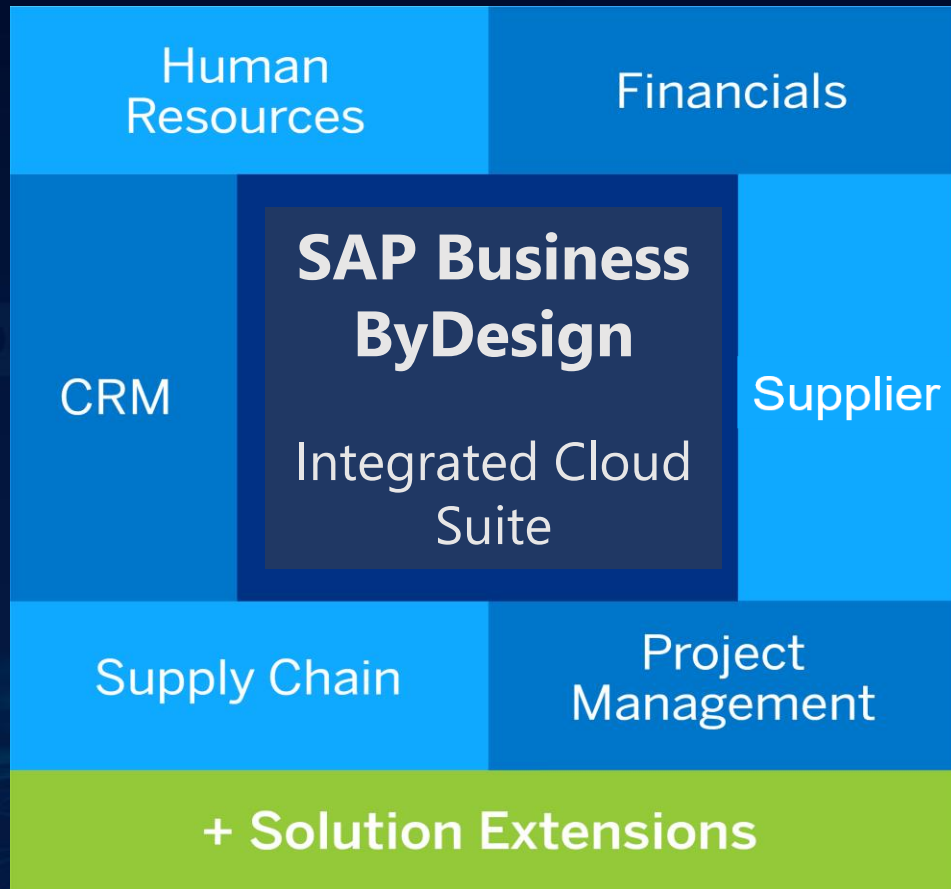 Human
Resources
Financials
SAP Business
ByDesign
Integrated Cloud
Suite
CRM
Supplier
Supply Chain
Project
Management
+ Solution Extensions